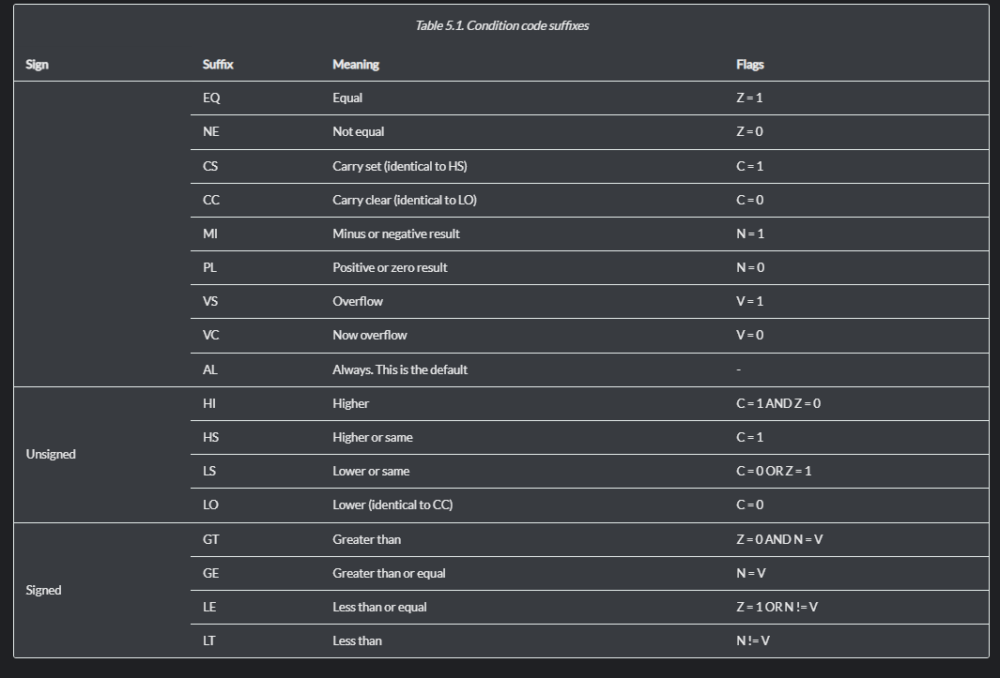 Table 5.1. Condition code suffixes
Sign Suffix Meaning Flags
EQ Equal Z = 1
NE Not equal Z = 0
CS Carry set (identical to HS) C = 1
CC Carry clear (identical to LO) C = 0
MI Minus or negative result N = 1
PL Positive or zero result N = 0
VS Overflow V = 1
VC Now overflow V = 0
AL Always. This is the default -
Unsigned
HI Higher C = 1 AND Z = 0
HS Higher or same C = 1
LS Lower or same C = 0 OR Z = 1
LO Lower (identical to CC) C = 0
Signed
GT Greater than Z = 0 AND N = V
GE Greater than or equal N = V
LE Less than or equal Z = 1 OR N != V
LT Less than N != V